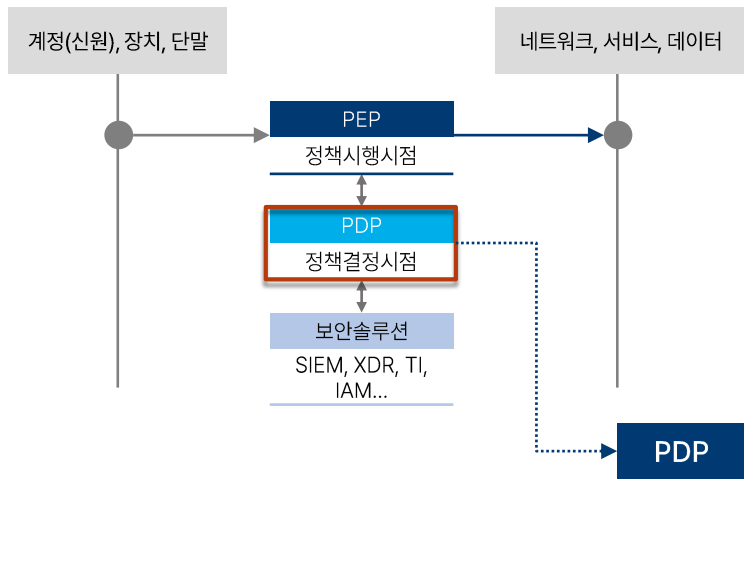 계정(신원), 장치, 단말
네트워크, 서비스, 데이터
PEP
정책시행시점
PDP
정책결정시점
보안솔루션
SIEM, XDR, TI,
IAM...
PDP